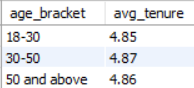 age_bracket avg_tenure
18-30 4.85
30-50 4.87
50 and above 4.86